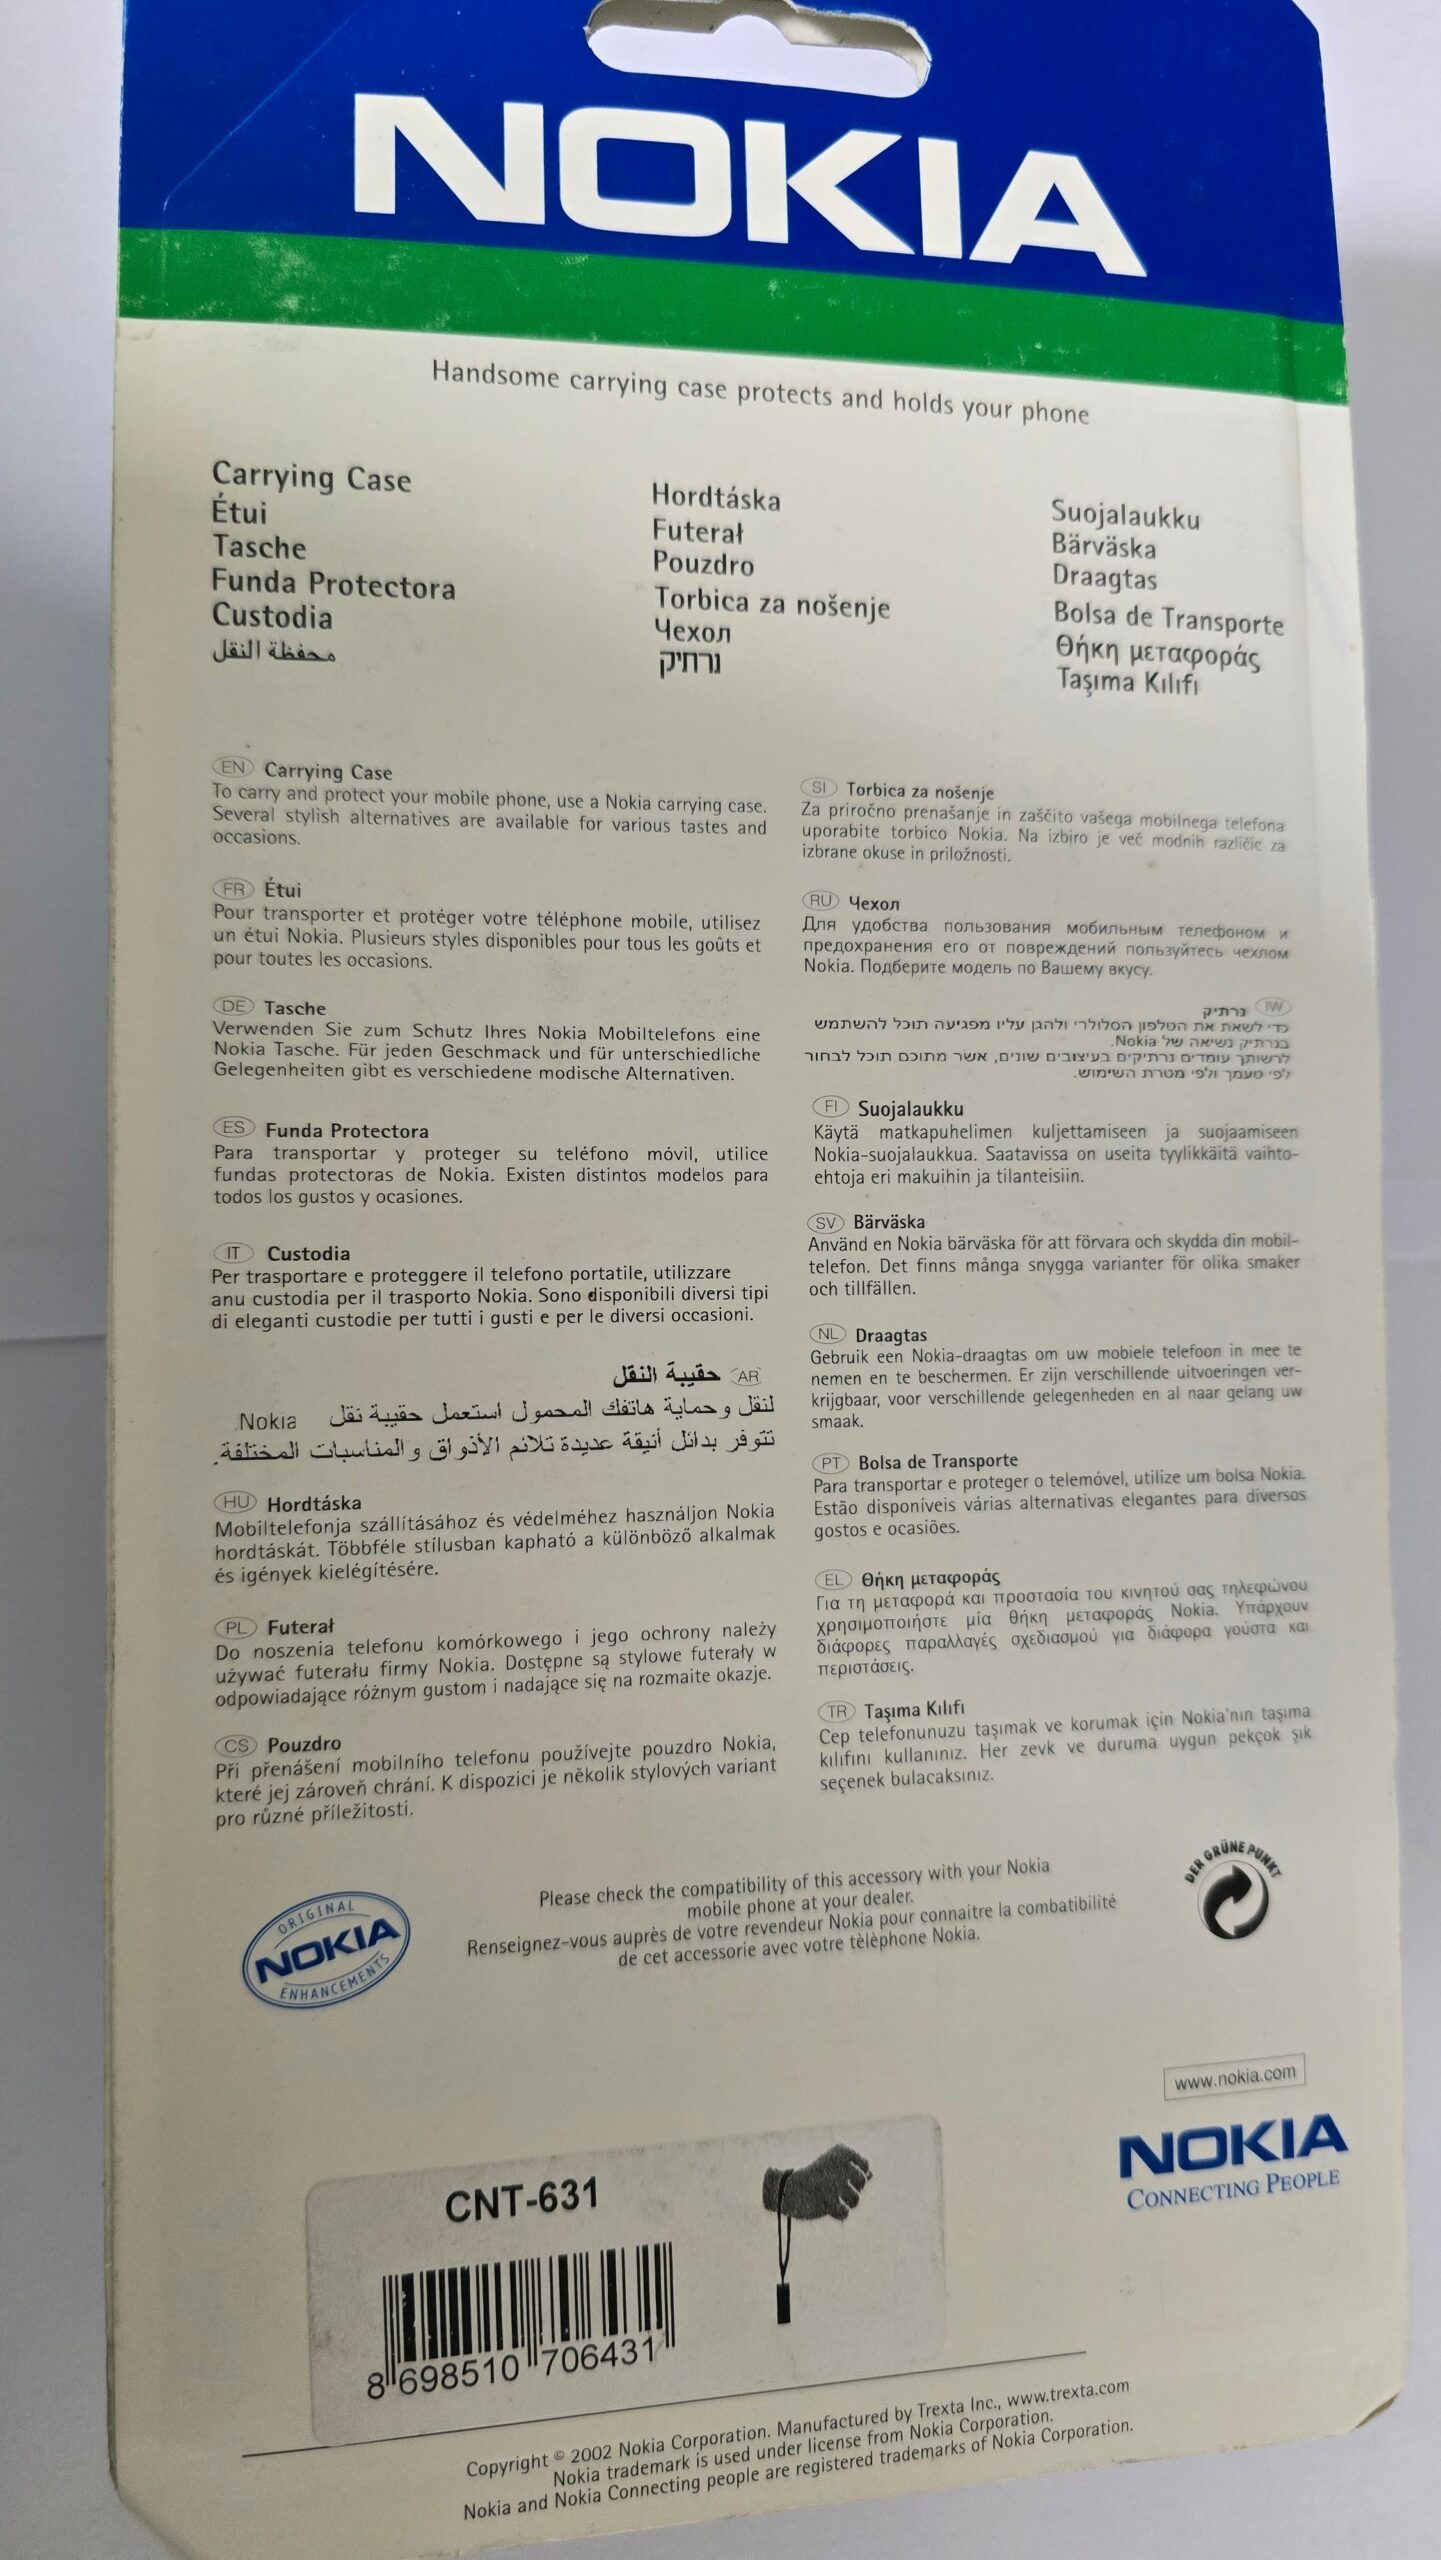 NOKIA
Handsome carrying case protects and holds your phone
Carrying Case
Étui
Tasche
Funda Protectora
Custodia
محفظة النقل
Hordtáska
Futerał
Pouzdro
Torbica za nošenje
Чехол
נרתיק
Suojalaukku
Bärväska
Draagtas
Bolsa de Transporte
Θήκη μεταφοράς
Taşıma Kılıfı
EN Carrying Case
To carry and protect your mobile phone, use a Nokia carrying case.
Several stylish alternatives are available for various tastes and
occasions.
FR Étui
Pour transporter et protéger votre téléphone mobile, utilisez
un étui Nokia. Plusieurs styles disponibles pour tous les goûts et
pour toutes les occasions.
DE Tasche
Verwenden Sie zum Schutz Ihres Nokia Mobiltelefons eine
Nokia Tasche. Für jeden Geschmack und für unterschiedliche
Gelegenheiten gibt es verschiedene modische Alternativen.
ES Funda Protectora
Para transportar y proteger su teléfono móvil, utilice
fundas protectoras de Nokia. Existen distintos modelos para
todos los gustos y ocasiones.
IT Custodia
Per trasportare e proteggere il telefono portatile, utilizzare
anu custodia per il trasporto Nokia. Sono disponibili diversi tipi
di eleganti custodie per tutti i gusti e per le diversi occasioni.
AR حقيبة النقل
لنقل وحماية هاتفك المحمول استعمل حقيبة نقل Nokia.
تتوفر بدائل أنيقة عديدة تلائم الأذواق والمناسبات المختلفة.
HU Hordtáska
Mobiltelefonja szállításához és védelméhez használjon Nokia
hordtáskát. Többféle stílusban kapható a különböző alkalmak
és igények kielégítésére.
PL Futerał
Do noszenia telefonu komórkowego i jego ochrony należy
używać futerału firmy Nokia. Dostępne są stylowe futerały w
odpowiadające różnym gustom i nadające się na rozmaite okazje.
CS Pouzdro
Při přenášení mobilního telefonu používejte pouzdro Nokia,
které jej zároveň chrání. K dispozici je několik stylových variant
pro různé příležitosti.
SI Torbica za nošenje
Za priročno prenašanje in zaščito vašega mobilnega telefona
uporabite torbico Nokia. Na izbiro je več modnih različic za
izbrane okuse in priložnosti.
RU Чехол
Для удобства пользования мобильным телефоном и
предохранения его от повреждений пользуйтесь чехлом
Nokia. Подберите модель по Вашему вкусу.
IW נרתיק
כדי לשאת את הטלפון הסלולרי ולהגן עליו מפגיעה תוכל להשתמש
בנרתיק נשיאה של Nokia.
לרשותך עומדים נרתיקים בעיצובים שונים, אשר מתוכם תוכל לבחור
לפי טעמך ולפי מטרת השימוש.
FI Suojalaukku
Käytä matkapuhelimen kuljettamiseen ja suojaamiseen
Nokia-suojalaukkua. Saatavissa on useita tyylikkäitä vaihto-
ehtoja eri makuihin ja tilanteisiin.
SV Bärväska
Använd en Nokia bärväska för att förvara och skydda din mobil-
telefon. Det finns många snygga varianter för olika smaker
och tillfällen.
NL Draagtas
Gebruik een Nokia-draagtas om uw mobiele telefoon in mee te
nemen en te beschermen. Er zijn verschillende uitvoeringen ver-
krijgbaar, voor verschillende gelegenheden en al naar gelang uw
smaak.
PT Bolsa de Transporte
Para transportar e proteger o telemóvel, utilize um bolsa Nokia.
Estão disponíveis várias alternativas elegantes para diversos
gostos e ocasiões.
EL Θήκη μεταφοράς
Για τη μεταφορά και προστασία του κινητού σας τηλεφώνου
χρησιμοποιήστε μία θήκη μεταφοράς Nokia. Υπάρχουν
διάφορες παραλλαγές σχεδιασμού για διάφορα γούστα και
περιστάσεις.
TR Taşıma Kılıfı
Cep telefonunuzu taşımak ve korumak için Nokia'nın taşıma
kılıfını kullanınız. Her zevk ve duruma uygun pekçok şık
seçenek bulacaksınız.
ORIGINAL
NOKIA
ENHANCEMENTS
Please check the compatibility of this accessory with your Nokia
mobile phone at your dealer.
Renseignez-vous auprès de votre revendeur Nokia pour connaitre la combatibilité
de cet accessorie avec votre tèlèphone Nokia.
DER GRÜNE PUNKT
www.nokia.com
NOKIA
CONNECTING PEOPLE
CNT-631
8 698510 706431
Copyright © 2002 Nokia Corporation. Manufactured by Trexta Inc., www.trexta.com
Nokia trademark is used under license from Nokia Corporation.
Nokia and Nokia Connecting people are registered trademarks of Nokia Corporation.